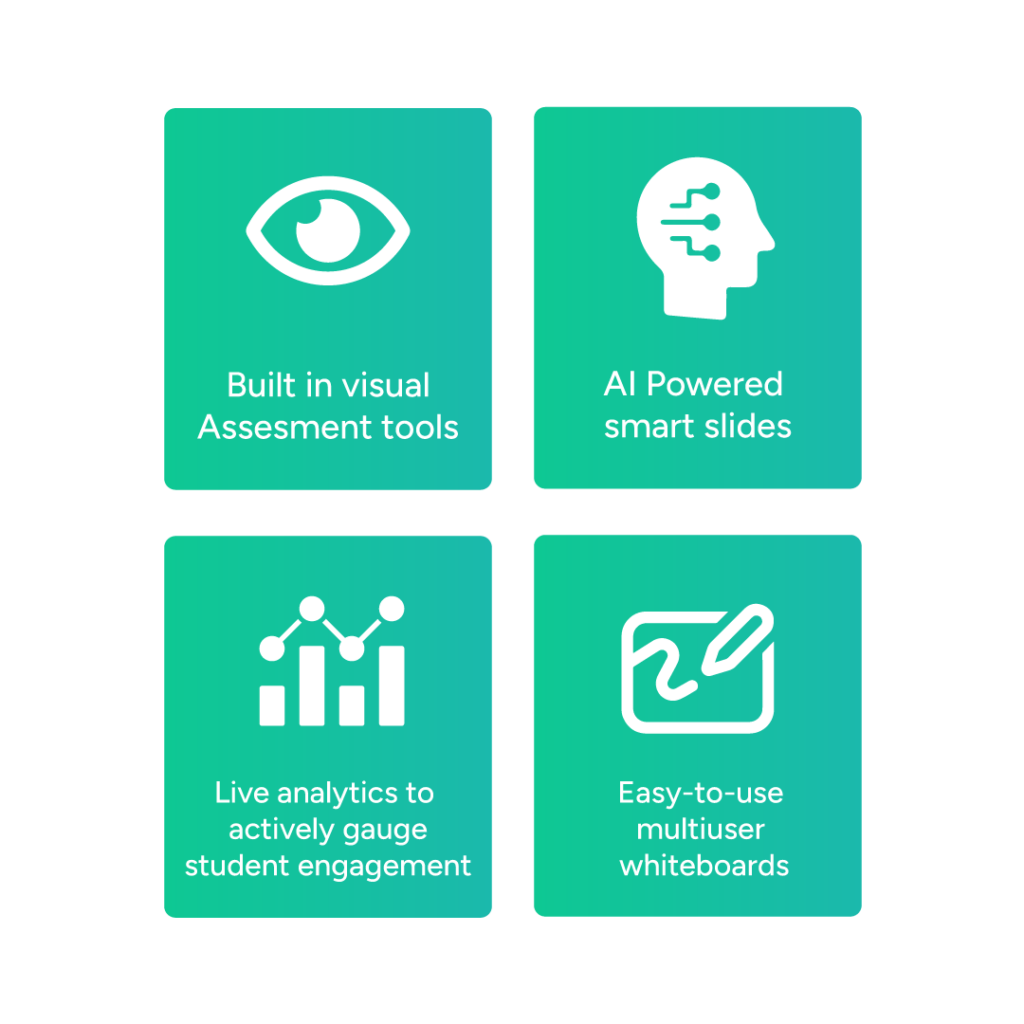 Built in visual
Assesment tools
AI Powered
smart slides
Live analytics to
actively gauge
student engagement
Easy-to-use
multiuser
whiteboards